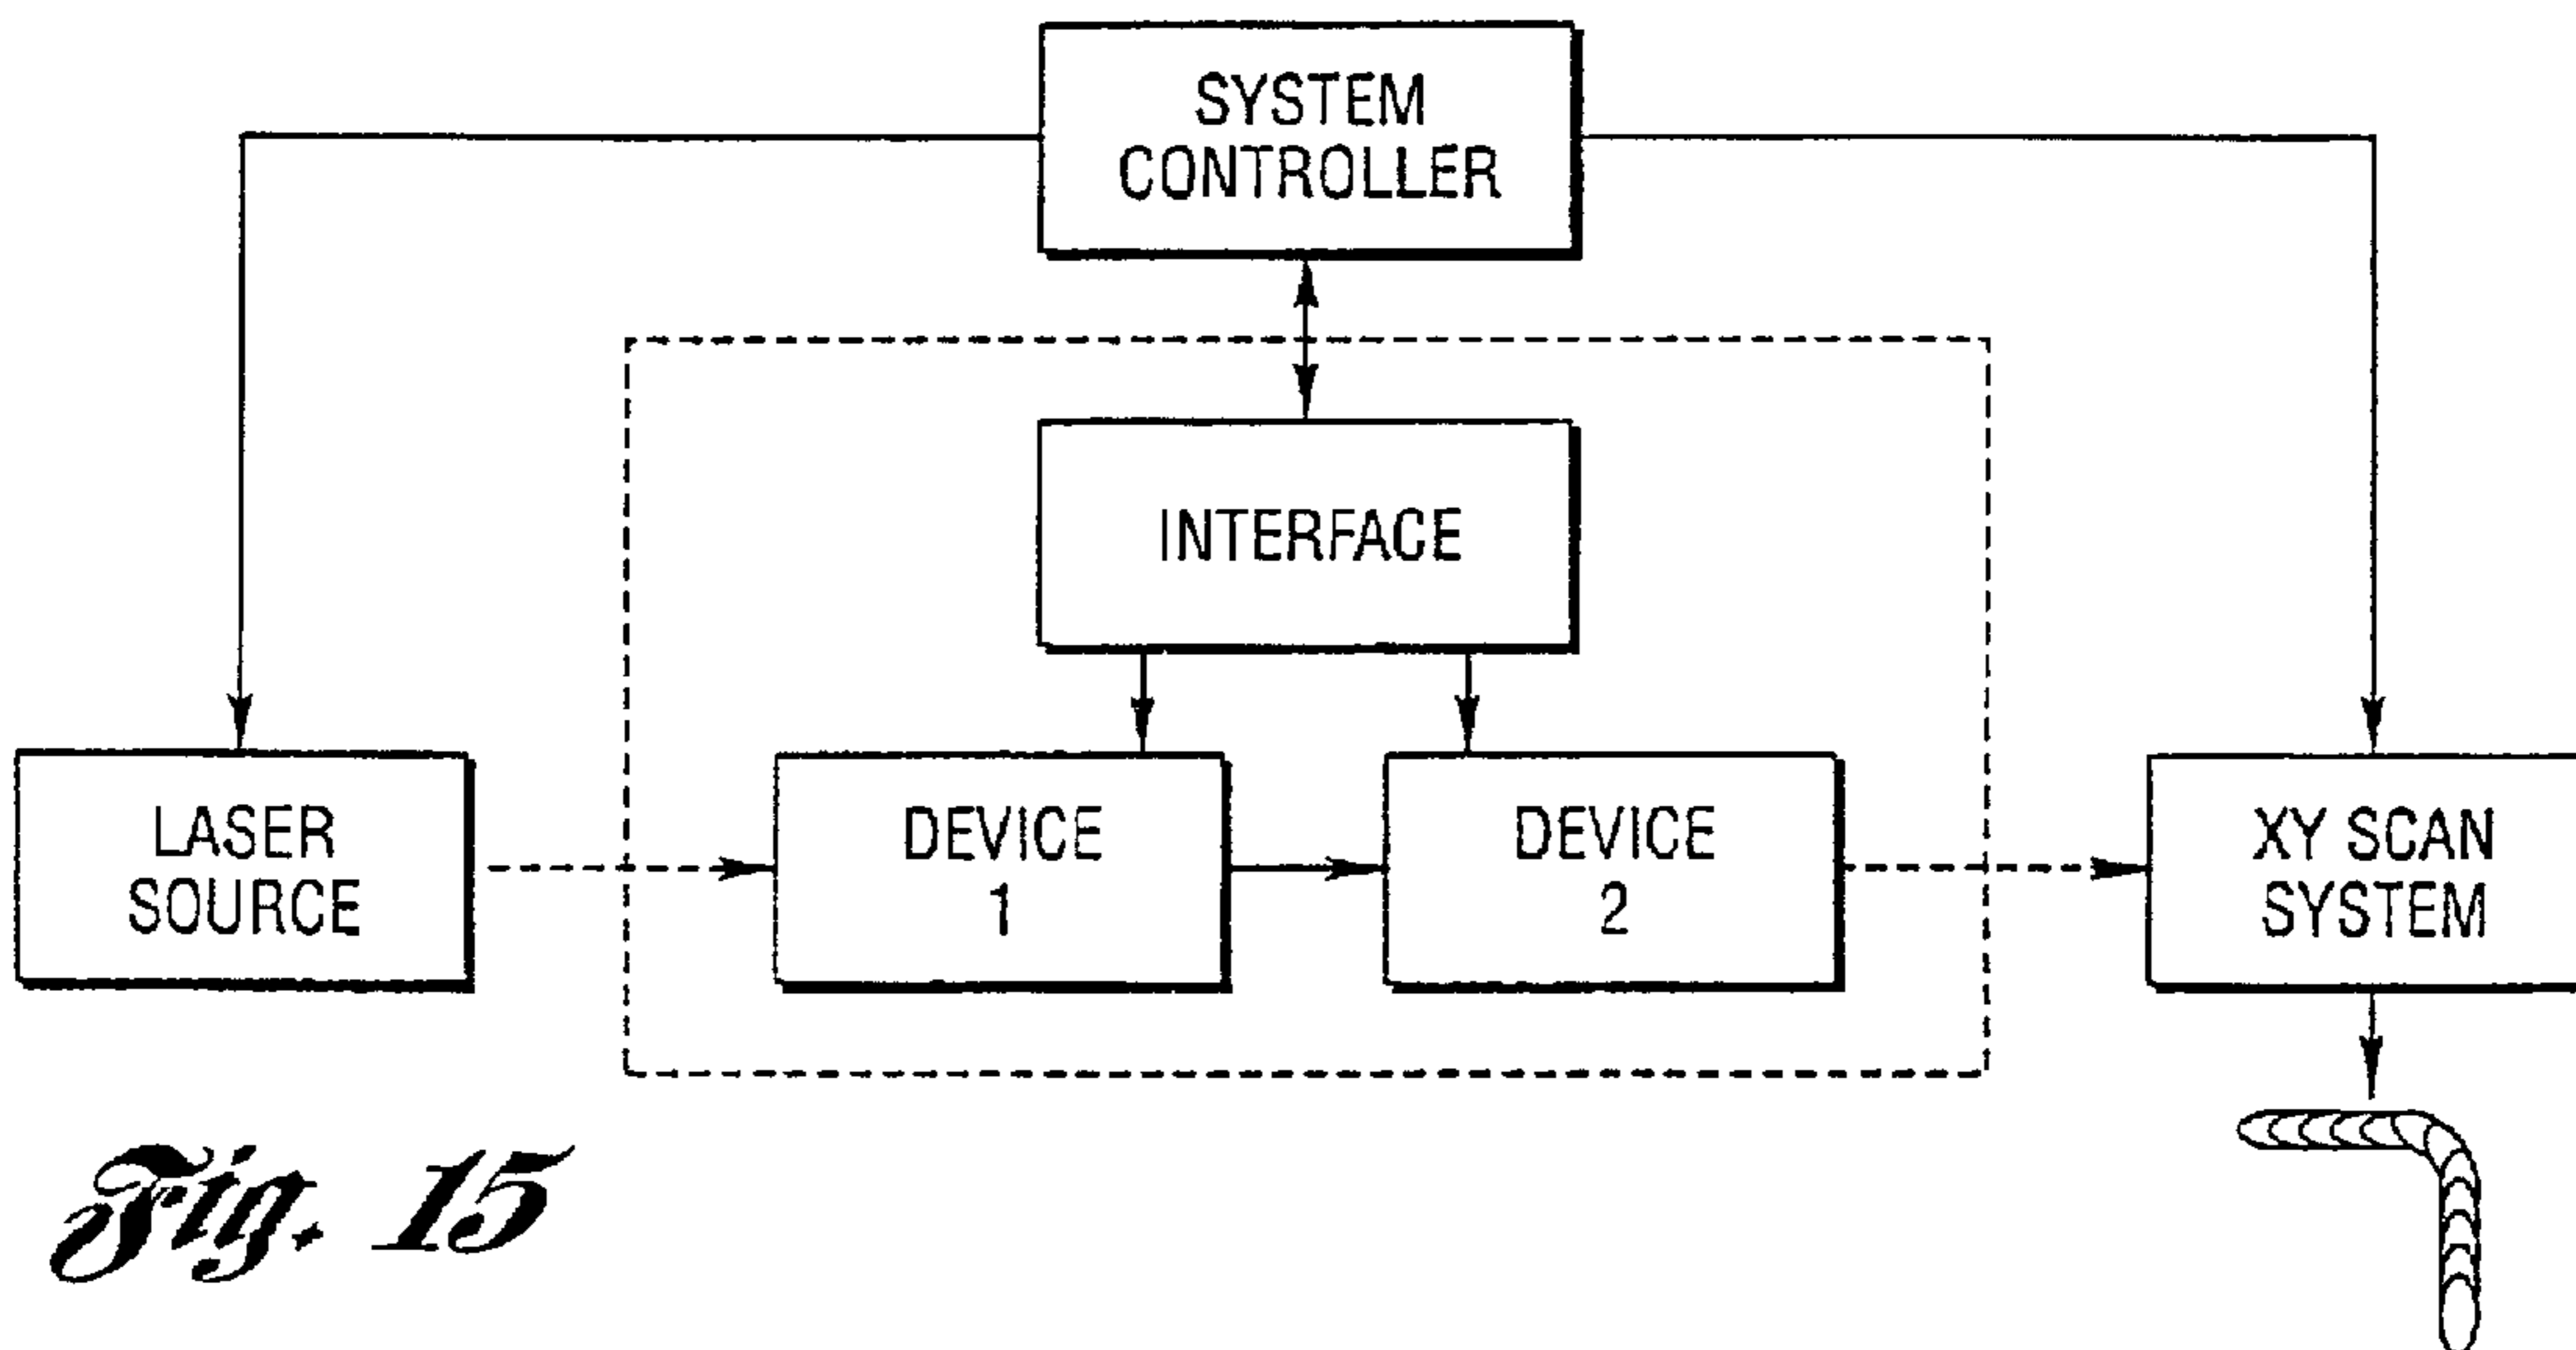 SYSTEM
CONTROLLER
INTERFACE
LASER
SOURCE
DEVICE
1
DEVICE
2
XY SCAN
SYSTEM
Fig. 15